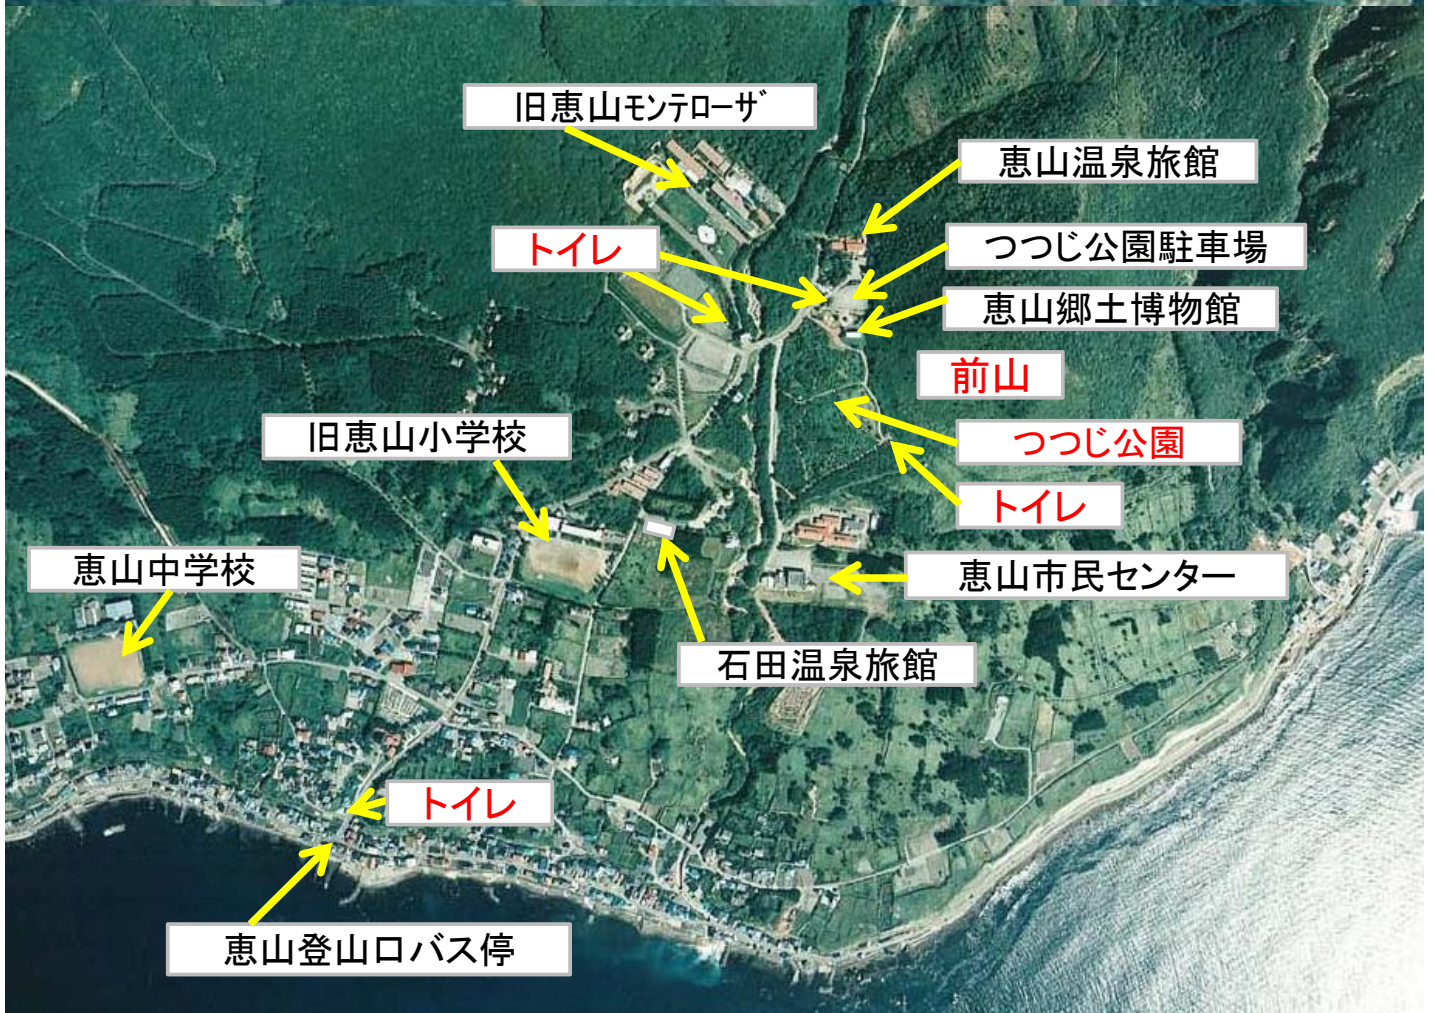 旧恵山モンテローザ
恵山温泉旅館
トイレ
つつじ公園駐車場
恵山郷土博物館
前山
旧恵山小学校
つつじ公園
トイレ
恵山中学校
恵山市民センター
石田温泉旅館
トイレ
恵山登山口バス停